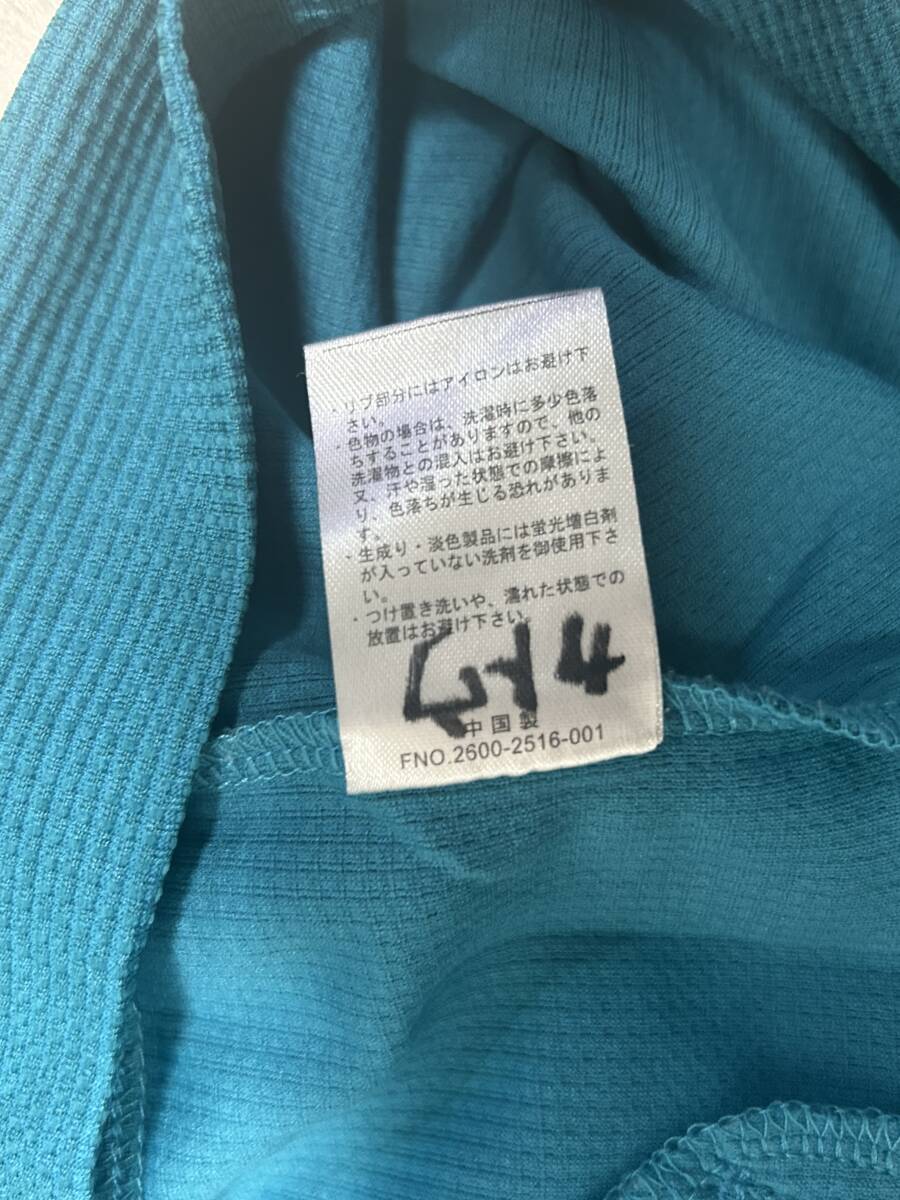 ・リブ部分にはアイロンはお避け下
さい。
・色物の場合は、洗濯時に多少色落
ちすることがありますので、他の
洗濯物との混入はお避け下さい。
又、汗や湿った状態での摩擦によ
り、色落ちが生じる恐れがありま
す。
・生成り・淡色製品には蛍光増白剤
が入っていない洗剤を御使用下さ
い。
・つけ置き洗いや、濡れた状態での
放置はお避け下さい。
中国製
FNO.2600-2516-001